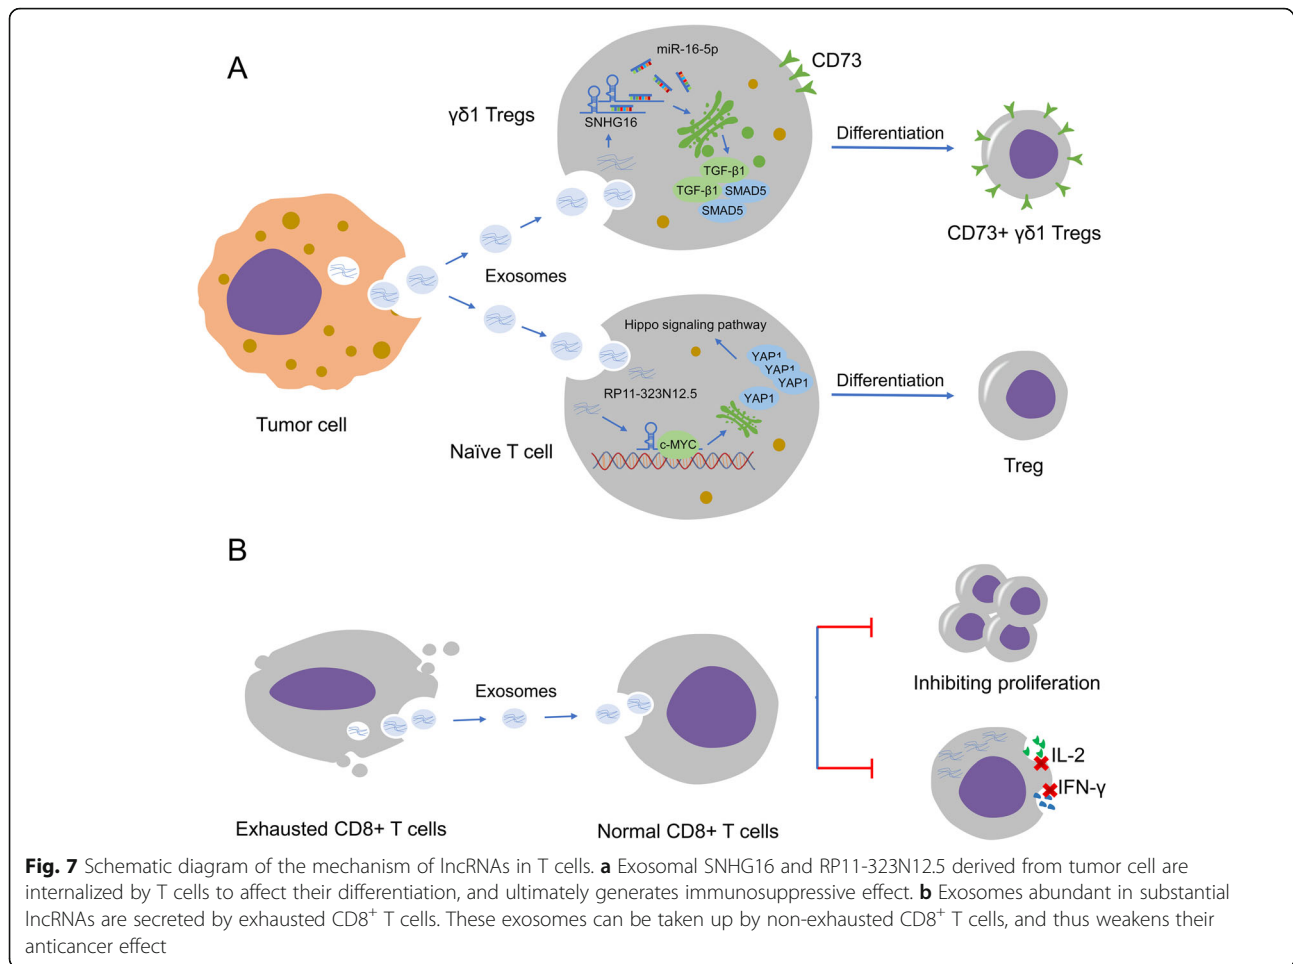 A
miR-16-5p
CD73
γδ1 Tregs
SNHG16
Differentiation
TGF-β1
TGF-β1
SMAD5
SMAD5
CD73+ γδ1 Tregs
Exosomes
Hippo signaling pathway
YAP1
YAP1
YAP1
YAP1
Differentiation
RP11-323N12.5
Tumor cell
c-MYC
Naïve T cell
Treg
B
Exosomes
Inhibiting proliferation
IL-2
IFN-γ
Exhausted CD8+ T cells
Normal CD8+ T cells
Fig. 7 Schematic diagram of the mechanism of lncRNAs in T cells. a Exosomal SNHG16 and RP11-323N12.5 derived from tumor cell are
internalized by T cells to affect their differentiation, and ultimately generates immunosuppressive effect. b Exosomes abundant in substantial
lncRNAs are secreted by exhausted CD8⁺ T cells. These exosomes can be taken up by non-exhausted CD8⁺ T cells, and thus weakens their
anticancer effect